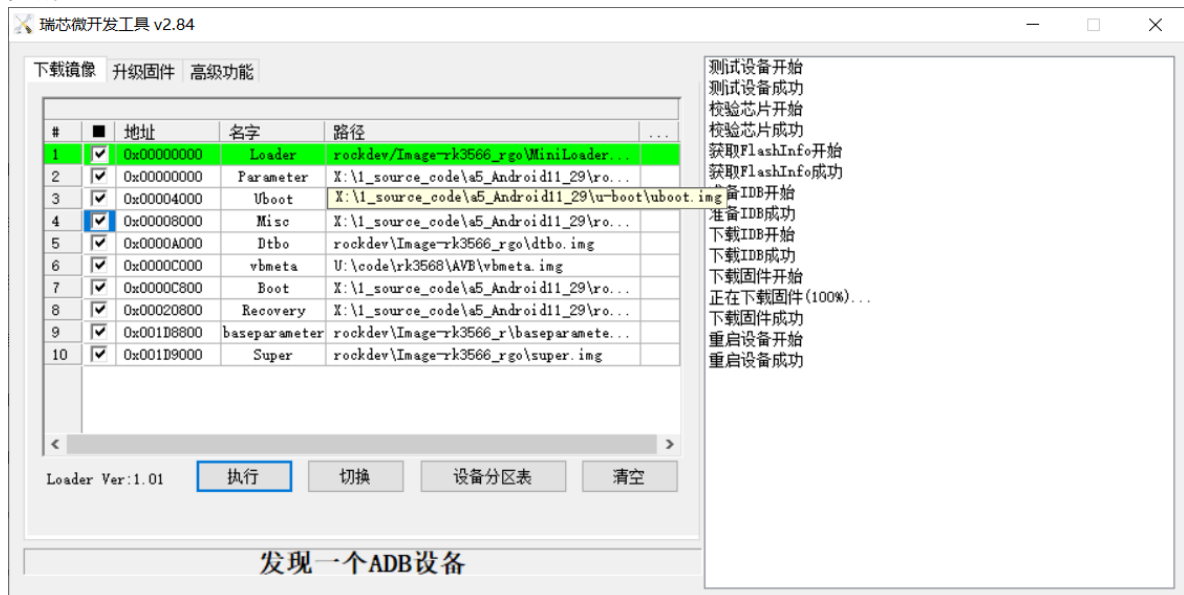 瑞芯微开发工具 v2.84
下载镜像 升级固件 高级功能
# 地址 名字 路径 ...
1 0x00000000 Loader rockdev/Image-rk3566_rgo\MiniLoader...
2 0x00000000 Parameter X:\1_source_code\a5_Android11_29\ro...
3 0x00004000 Uboot X:\1_source_code\a5_Android11_29\u-boot\uboot.img
4 0x00008000 Misc X:\1_source_code\a5_Android11_29\ro...
5 0x0000A000 Dtbo rockdev\Image-rk3566_rgo\dtbo.img
6 0x0000C000 vbmeta U:\code\rk3568\AVB\vbmeta.img
7 0x0000C800 Boot X:\1_source_code\a5_Android11_29\ro...
8 0x00020800 Recovery X:\1_source_code\a5_Android11_29\ro...
9 0x001D8800 baseparameter rockdev\Image-rk3566_r\baseparamete...
10 0x001D9000 Super rockdev\Image-rk3566_rgo\super.img
Loader Ver:1.01 执行 切换 设备分区表 清空
发现一个ADB设备
测试设备开始
测试设备成功
校验芯片开始
校验芯片成功
获取FlashInfo开始
获取FlashInfo成功
准备IDB开始
准备IDB成功
下载IDB开始
下载IDB成功
下载固件开始
正在下载固件(100%)...
下载固件成功
重启设备开始
重启设备成功